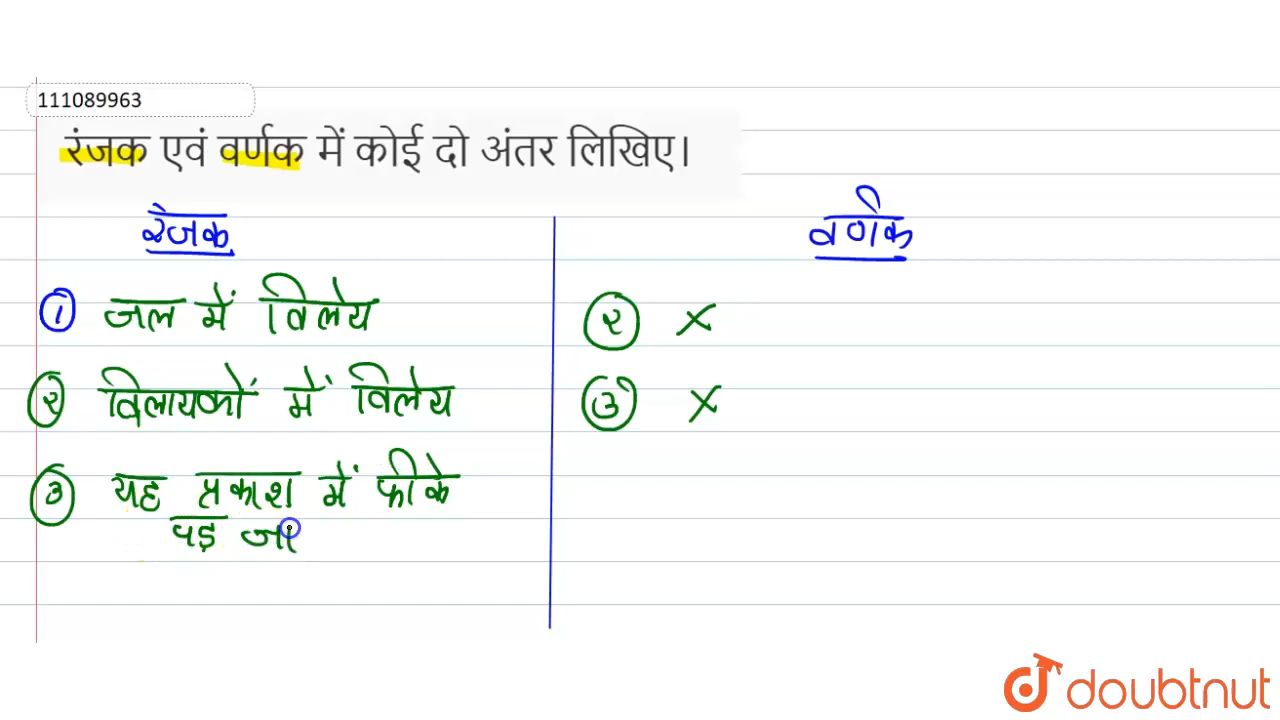 111089963
रंजक एवं वर्णक में कोई दो अंतर लिखिए।
रंजक
वर्णक
① जल में विलेय
② विलायकों में विलेय
③ यह प्रकाश में फीके
पड़ जा
② ×
③ ×
doubtnut